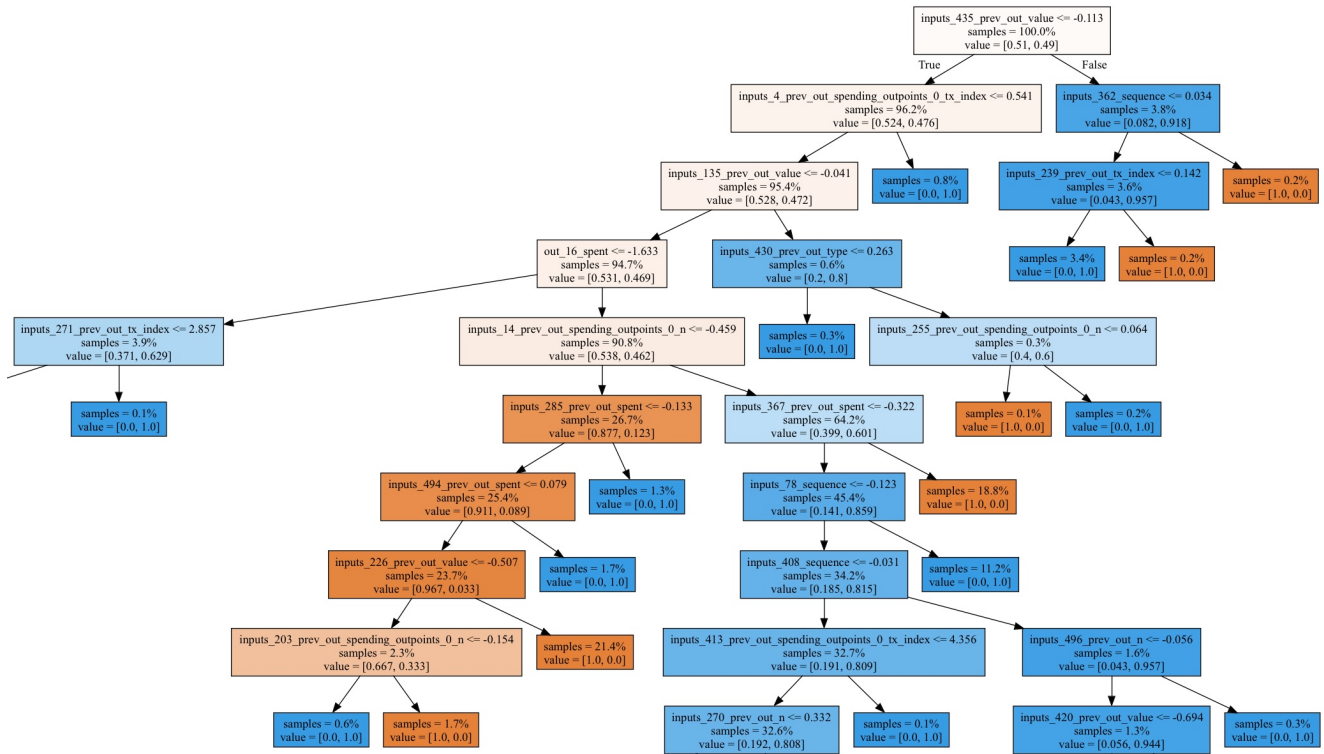 inputs_435_prev_out_value <= -0.113
samples = 100.0%
value = [0.51, 0.49]
True
False
inputs_4_prev_out_spending_outpoints_0_tx_index <= 0.541
samples = 96.2%
value = [0.524, 0.476]
inputs_362_sequence <= 0.034
samples = 3.8%
value = [0.082, 0.918]
inputs_135_prev_out_value <= -0.041
samples = 95.4%
value = [0.528, 0.472]
samples = 0.8%
value = [0.0, 1.0]
inputs_239_prev_out_tx_index <= 0.142
samples = 3.6%
value = [0.043, 0.957]
samples = 0.2%
value = [1.0, 0.0]
out_16_spent <= -1.633
samples = 94.7%
value = [0.531, 0.469]
inputs_430_prev_out_type <= 0.263
samples = 0.6%
value = [0.2, 0.8]
samples = 3.4%
value = [0.0, 1.0]
samples = 0.2%
value = [1.0, 0.0]
inputs_271_prev_out_tx_index <= 2.857
samples = 3.9%
value = [0.371, 0.629]
inputs_14_prev_out_spending_outpoints_0_n <= -0.459
samples = 90.8%
value = [0.538, 0.462]
samples = 0.3%
value = [0.0, 1.0]
inputs_255_prev_out_spending_outpoints_0_n <= 0.064
samples = 0.3%
value = [0.4, 0.6]
samples = 0.1%
value = [0.0, 1.0]
inputs_285_prev_out_spent <= -0.133
samples = 26.7%
value = [0.877, 0.123]
inputs_367_prev_out_spent <= -0.322
samples = 64.2%
value = [0.399, 0.601]
samples = 0.1%
value = [1.0, 0.0]
samples = 0.2%
value = [0.0, 1.0]
inputs_494_prev_out_spent <= 0.079
samples = 25.4%
value = [0.911, 0.089]
samples = 1.3%
value = [0.0, 1.0]
inputs_78_sequence <= -0.123
samples = 45.4%
value = [0.141, 0.859]
samples = 18.8%
value = [1.0, 0.0]
inputs_226_prev_out_value <= -0.507
samples = 23.7%
value = [0.967, 0.033]
samples = 1.7%
value = [0.0, 1.0]
inputs_408_sequence <= -0.031
samples = 34.2%
value = [0.185, 0.815]
samples = 11.2%
value = [0.0, 1.0]
inputs_203_prev_out_spending_outpoints_0_n <= -0.154
samples = 2.3%
value = [0.667, 0.333]
samples = 21.4%
value = [1.0, 0.0]
inputs_413_prev_out_spending_outpoints_0_tx_index <= 4.356
samples = 32.7%
value = [0.191, 0.809]
inputs_496_prev_out_n <= -0.056
samples = 1.6%
value = [0.043, 0.957]
samples = 0.6%
value = [0.0, 1.0]
samples = 1.7%
value = [1.0, 0.0]
inputs_270_prev_out_n <= 0.332
samples = 32.6%
value = [0.192, 0.808]
samples = 0.1%
value = [0.0, 1.0]
inputs_420_prev_out_value <= -0.694
samples = 1.3%
value = [0.056, 0.944]
samples = 0.3%
value = [0.0, 1.0]